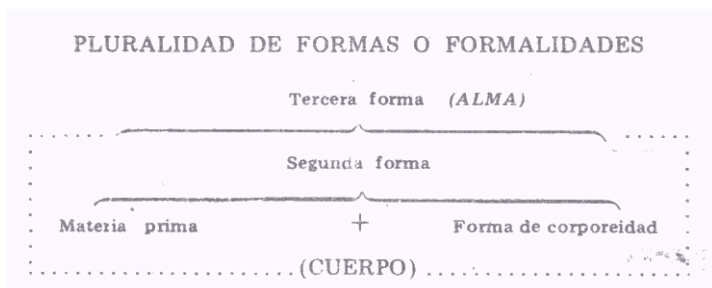 PLURALIDAD DE FORMAS O FORMALIDADES
Tercera forma (ALMA)
Segunda forma
Materia prima + Forma de corporeidad
(CUERPO)